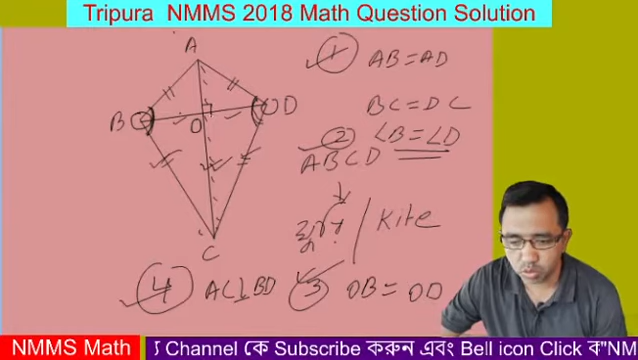 Tripura NMMS 2018 Math Question Solution
A
B
D
O
C
1 AB=AD
BC=DC
2 ∠B=∠D
ABCD
ঘুড়ি / Kite
4 AC⊥BD
3 OB=OD
NMMS Math
্য Channel কে Subscribe করুন এবং Bell icon Click ক"NM